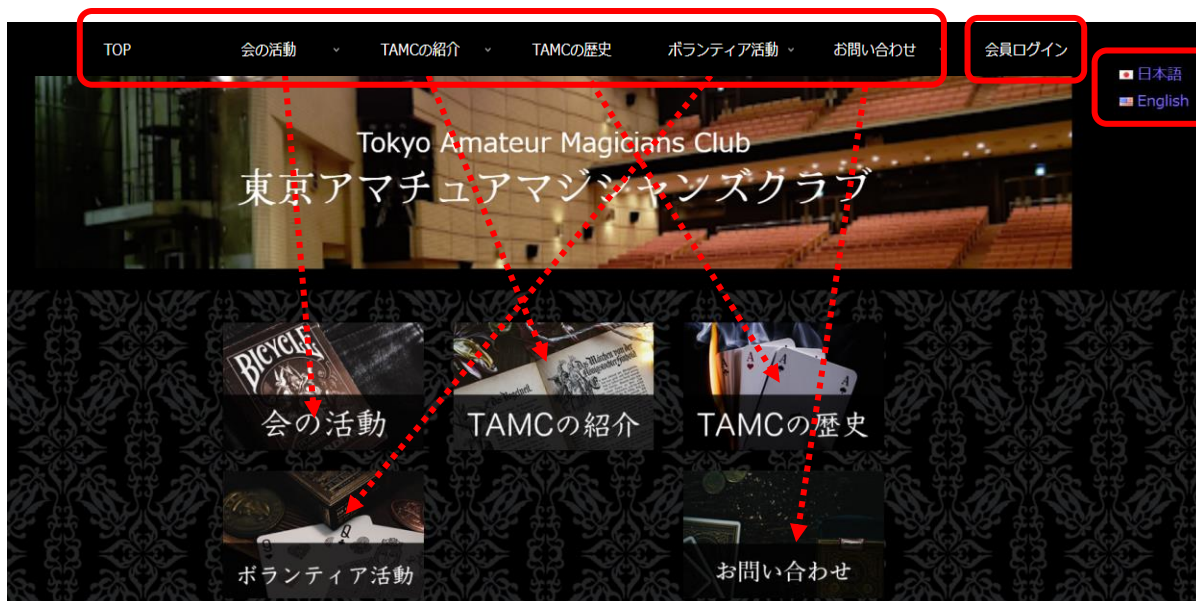 TOP 会の活動 TAMCの紹介 TAMCの歴史 ボランティア活動 お問い合わせ 会員ログイン
日本語
English
Tokyo Amateur Magicians Club
東京アマチュアマジシャンズクラブ
BICYCLE
Das Märchen von der
会の活動 TAMCの紹介 TAMCの歴史
A A A
Q Q
ボランティア活動 お問い合わせ